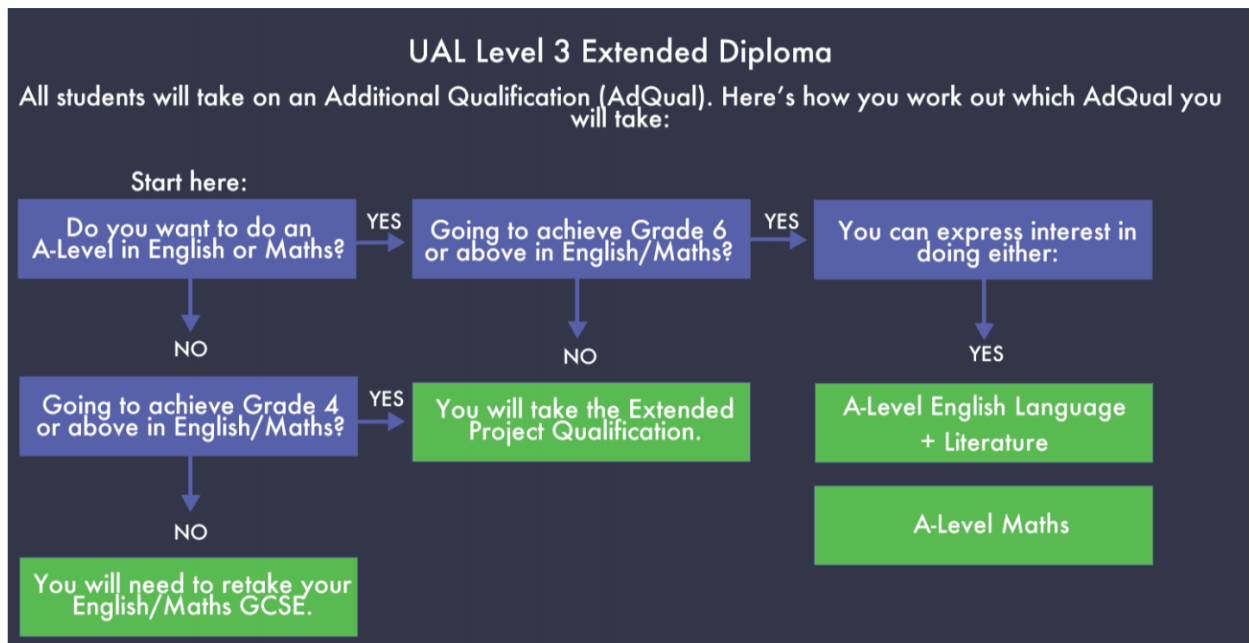 UAL Level 3 Extended Diploma
All students will take on an Additional Qualification (AdQual). Here's how you work out which AdQual you
will take:
Start here:
Do you want to do an
A-Level in English or Maths?
YES
Going to achieve Grade 6
or above in English/Maths?
YES
You can express interest in
doing either:
NO
NO
YES
Going to achieve Grade 4
or above in English/Maths?
YES
You will take the Extended
Project Qualification.
A-Level English Language
+ Literature
A-Level Maths
NO
You will need to retake your
English/Maths GCSE.